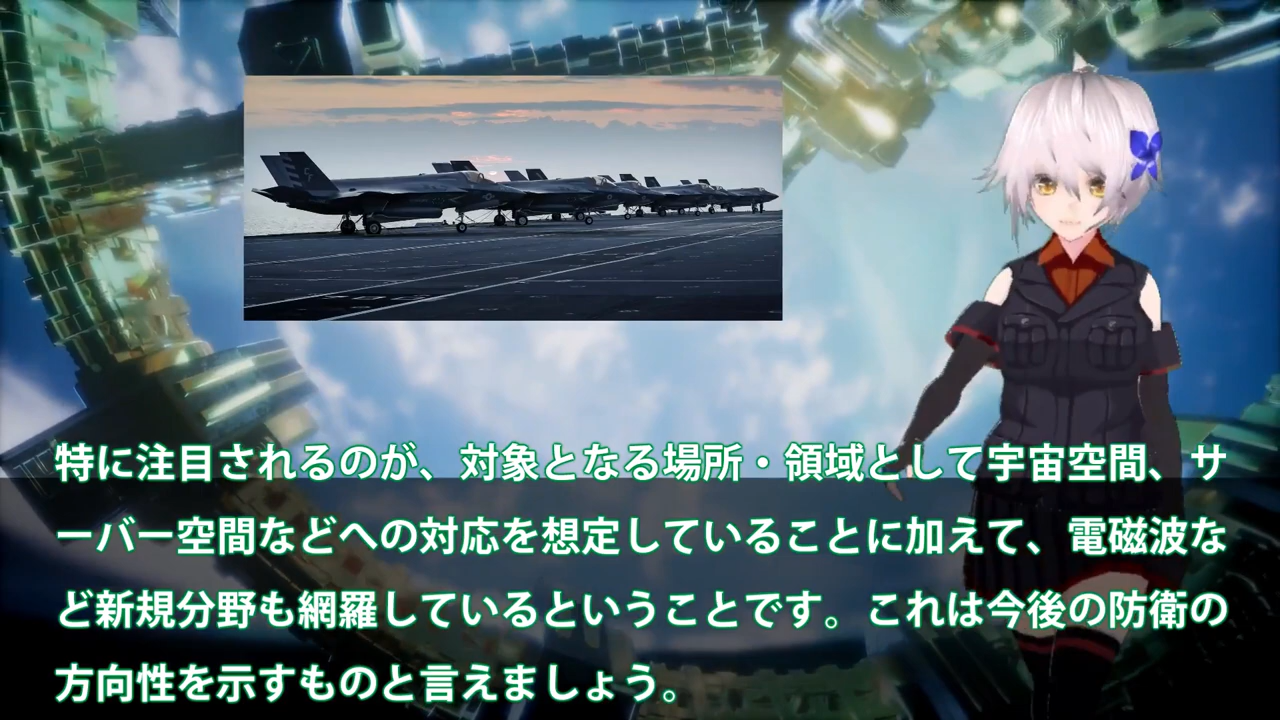 特に注目されるのが、対象となる場所・領域として宇宙空間、サ
ーバー空間などへの対応を想定していることに加えて、電磁波な
ど新規分野も網羅しているということです。これは今後の防衛の
方向性を示すものと言えましょう。